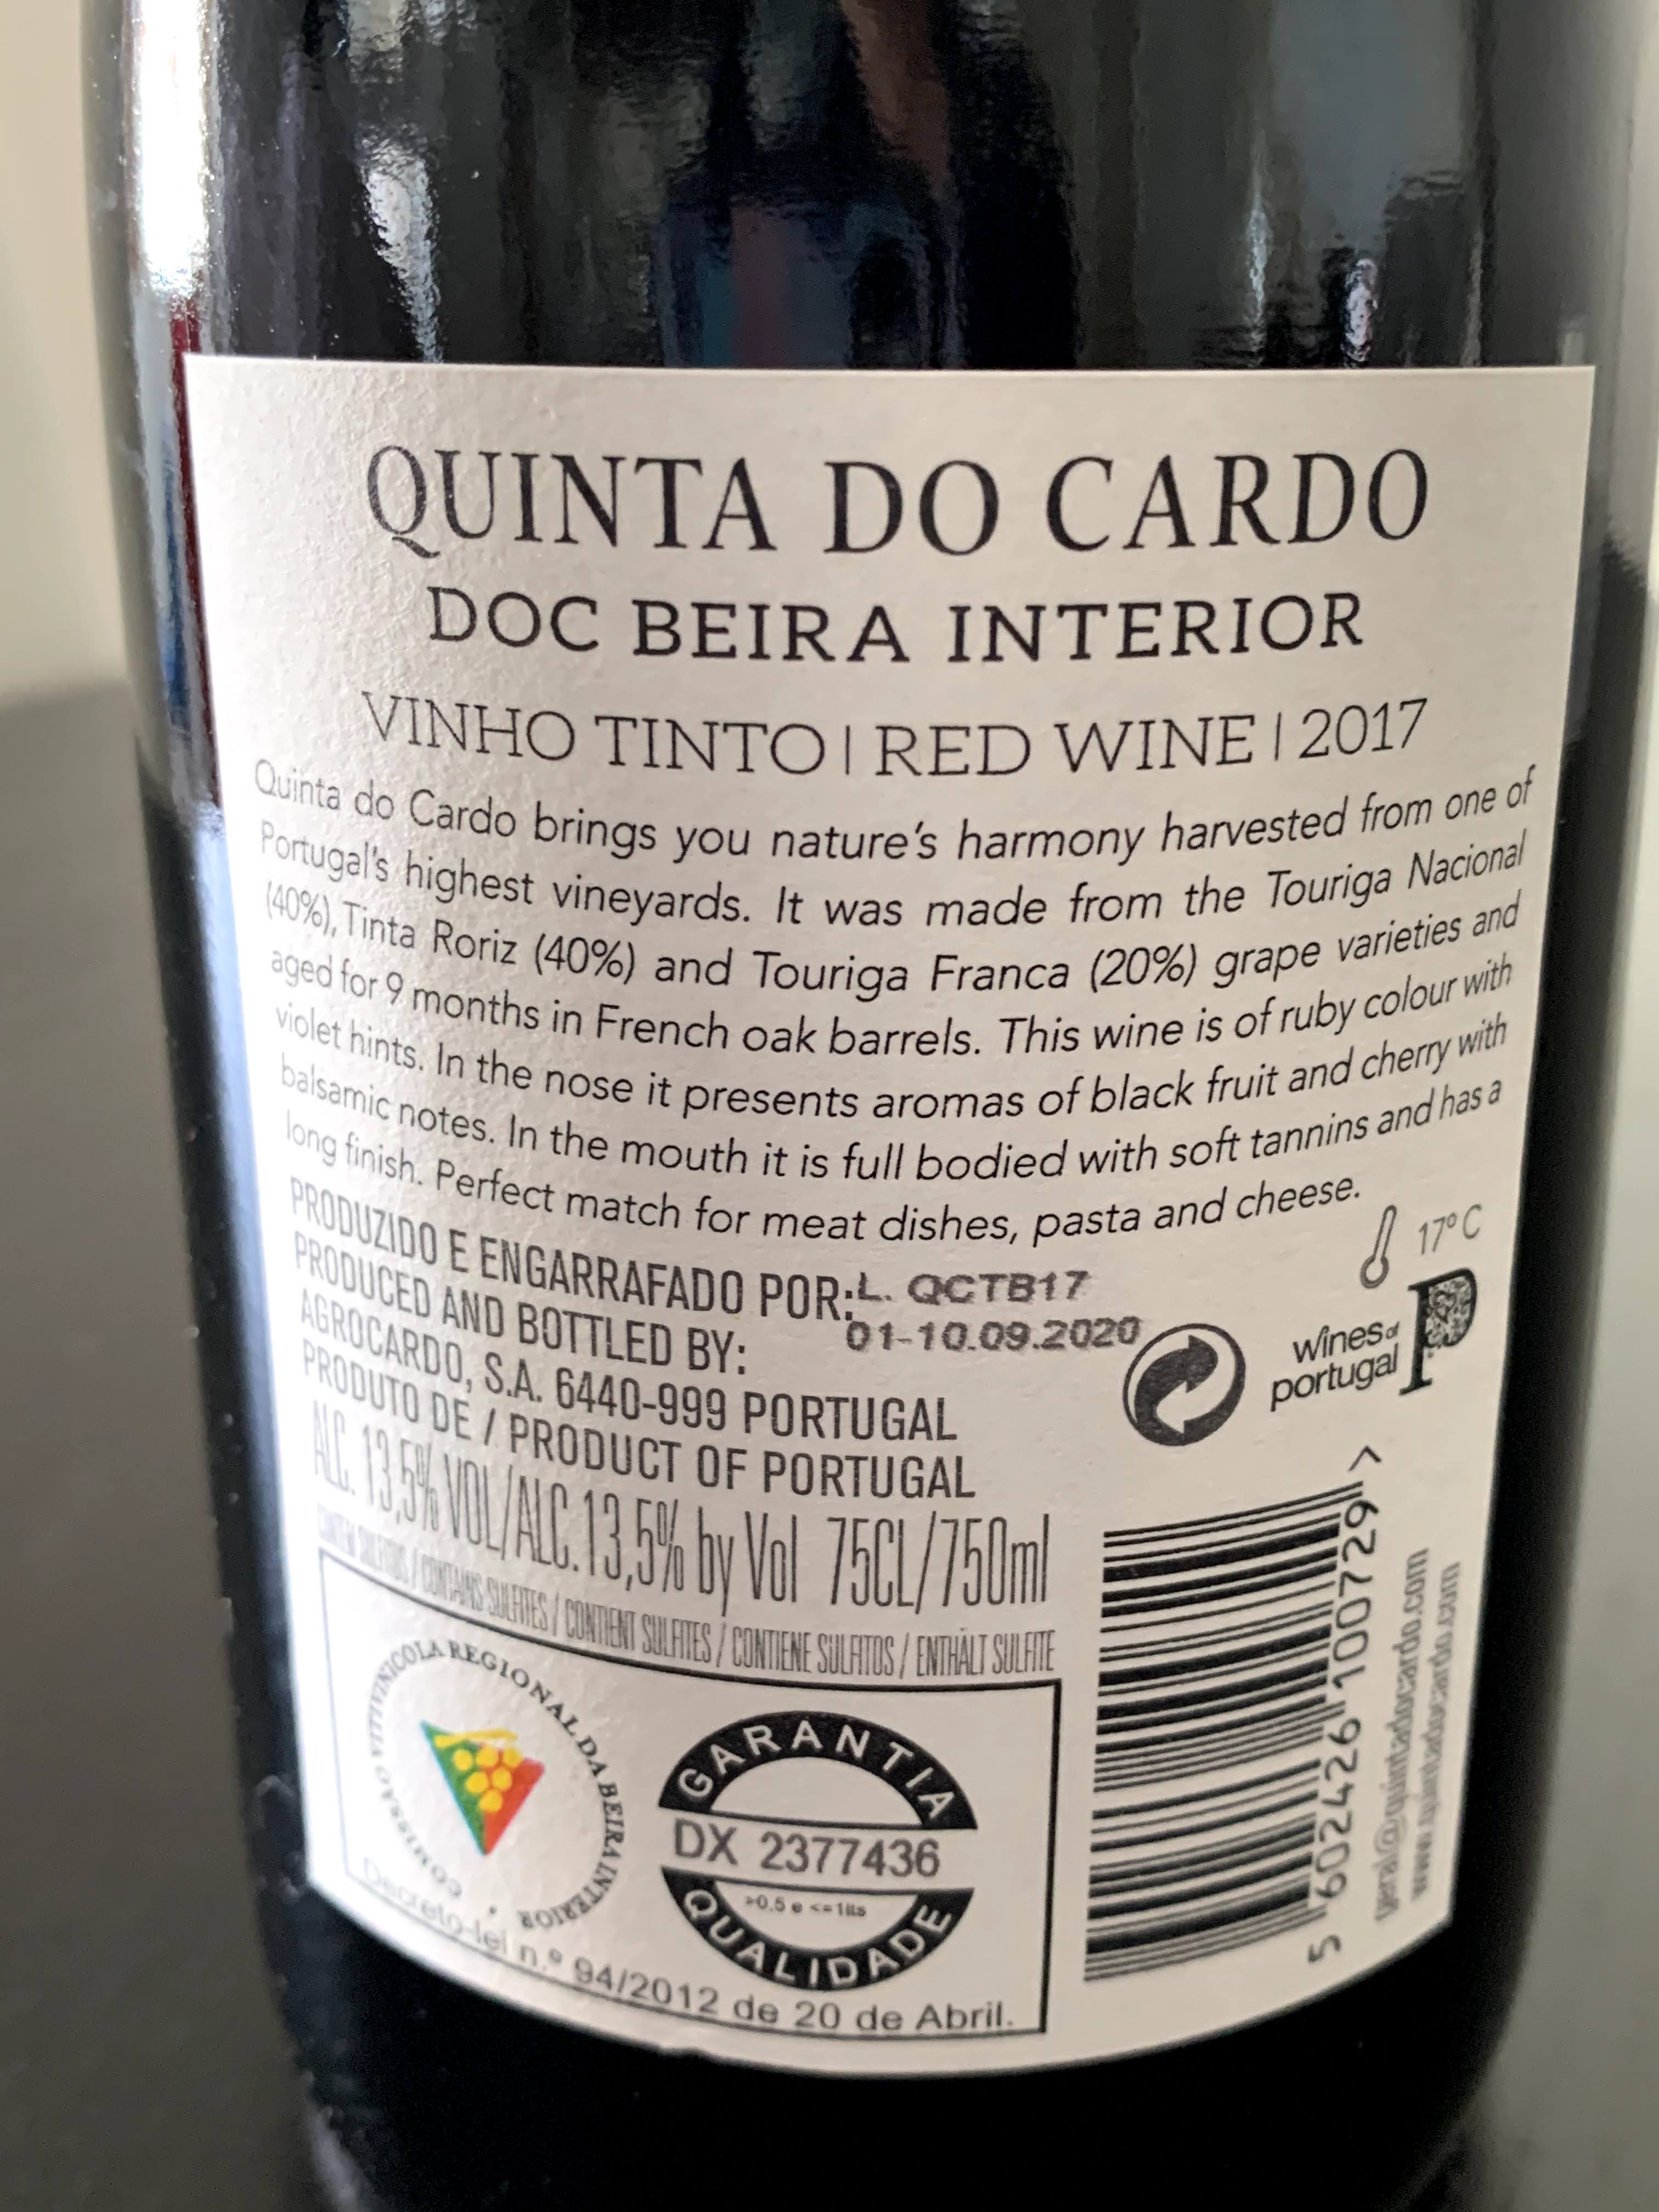 QUINTA DO CARDO
DOC BEIRA INTERIOR
VINHO TINTO | RED WINE | 2017
Quinta do Cardo brings you nature's harmony harvested from one of
Portugal's highest vineyards. It was made from the Touriga Nacional
(40%), Tinta Roriz (40%) and Touriga Franca (20%) grape varieties and
aged for 9 months in French oak barrels. This wine is of ruby colour with
violet hints. In the nose it presents aromas of black fruit and cherry with
balsamic notes. In the mouth it is full bodied with soft tannins and has a
long finish. Perfect match for meat dishes, pasta and cheese.
17°C
PRODUZIDO E ENGARRAFADO POR:
PRODUCED AND BOTTLED BY:
L. QCTB17
01-10.09.2020
AGROCARDO, S.A. 6440-999 PORTUGAL
PRODUTO DE / PRODUCT OF PORTUGAL
wines of
portugal P
ALC. 13,5% VOL/ALC. 13,5% by Vol 75CL/750ml
CONTÉM SULFITOS / CONTAINS SULFITES / CONTIENT SULFITES / CONTIENE SULFITOS / ENTHÄLT SULFITE
COMISSÃO VITIVINÍCOLA REGIONAL DA BEIRA INTERIOR
GARANTIA
DX 2377436
>0.5 e <=1lts
QUALIDADE
Decreto-lei n.º 94/2012 de 20 de Abril.
5 602426 100729 >
geral@quintadocardo.com
www.quintadocardo.com